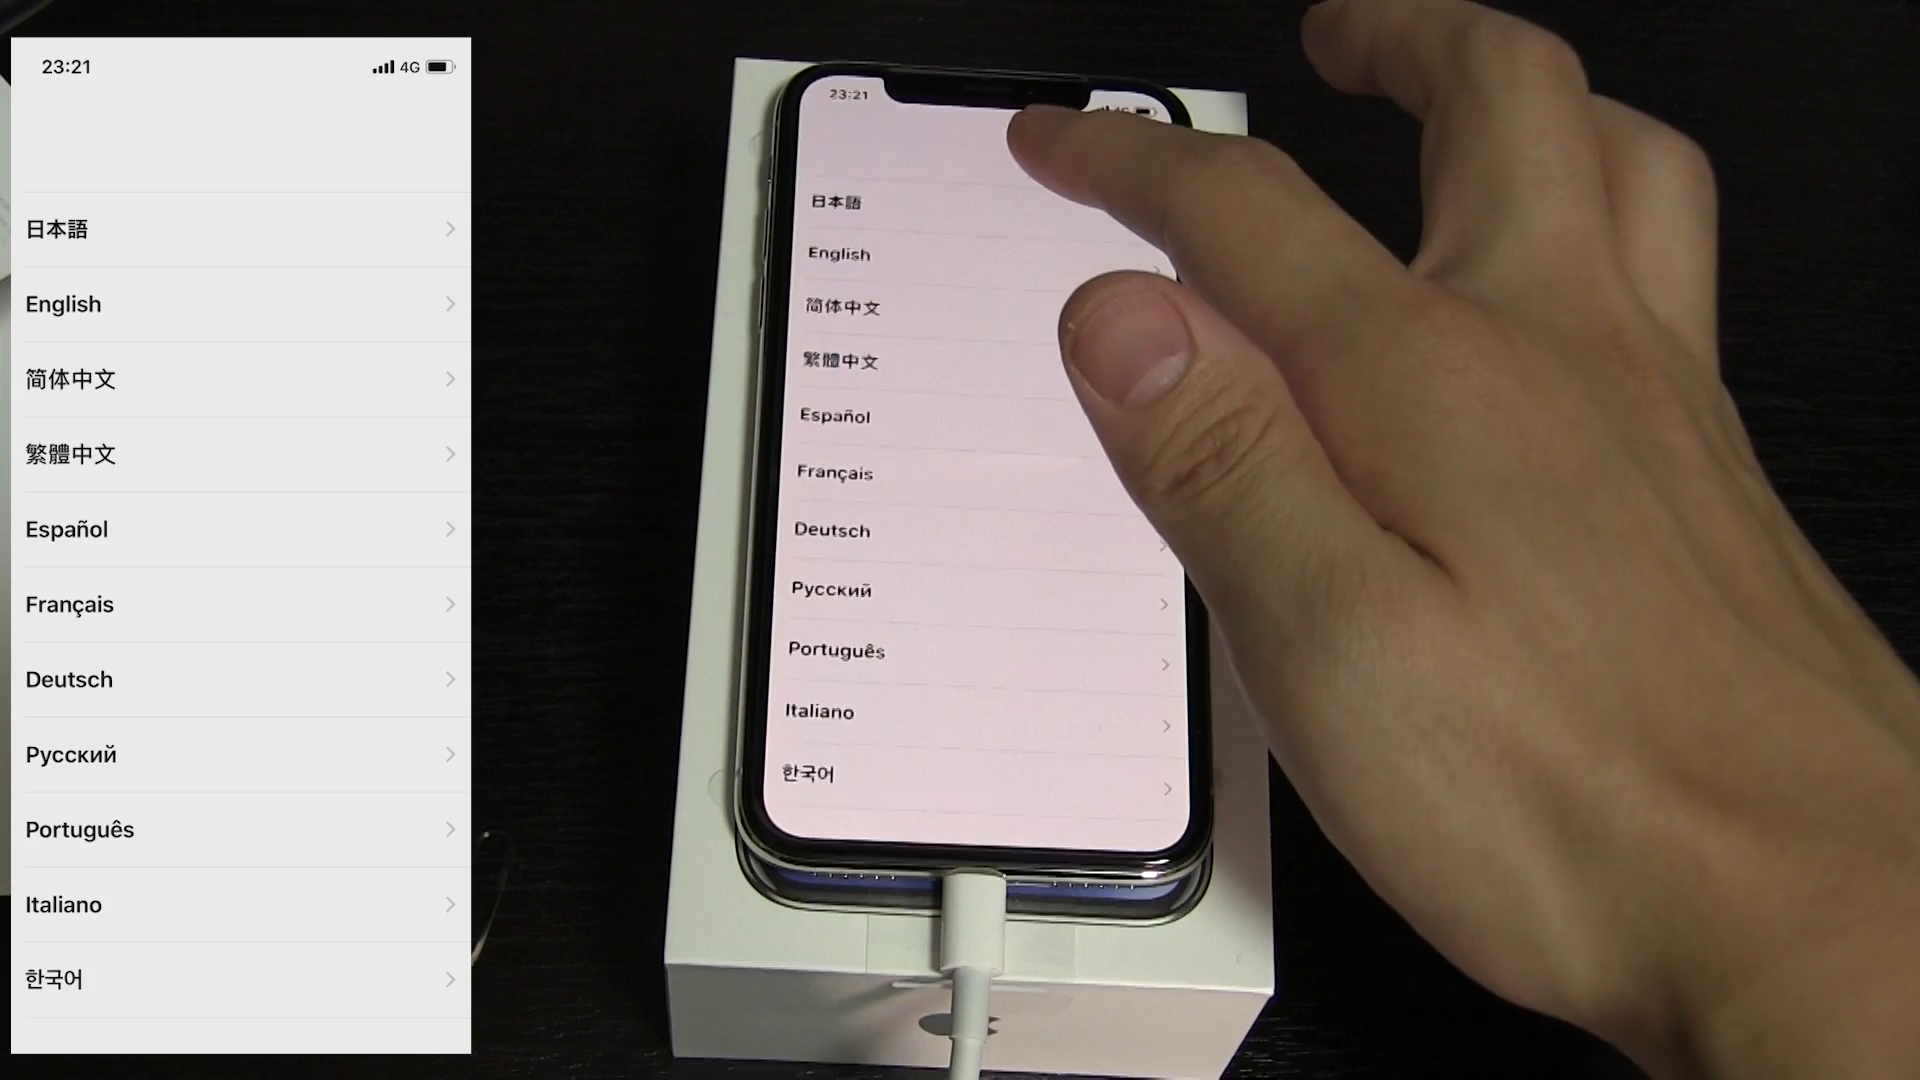 23:21
4G
日本語
English
简体中文
繁體中文
Español
Français
Deutsch
Русский
Português
Italiano
한국어
23:21
4G
日本語
English
简体中文
繁體中文
Español
Français
Deutsch
Русский
Português
Italiano
한국어